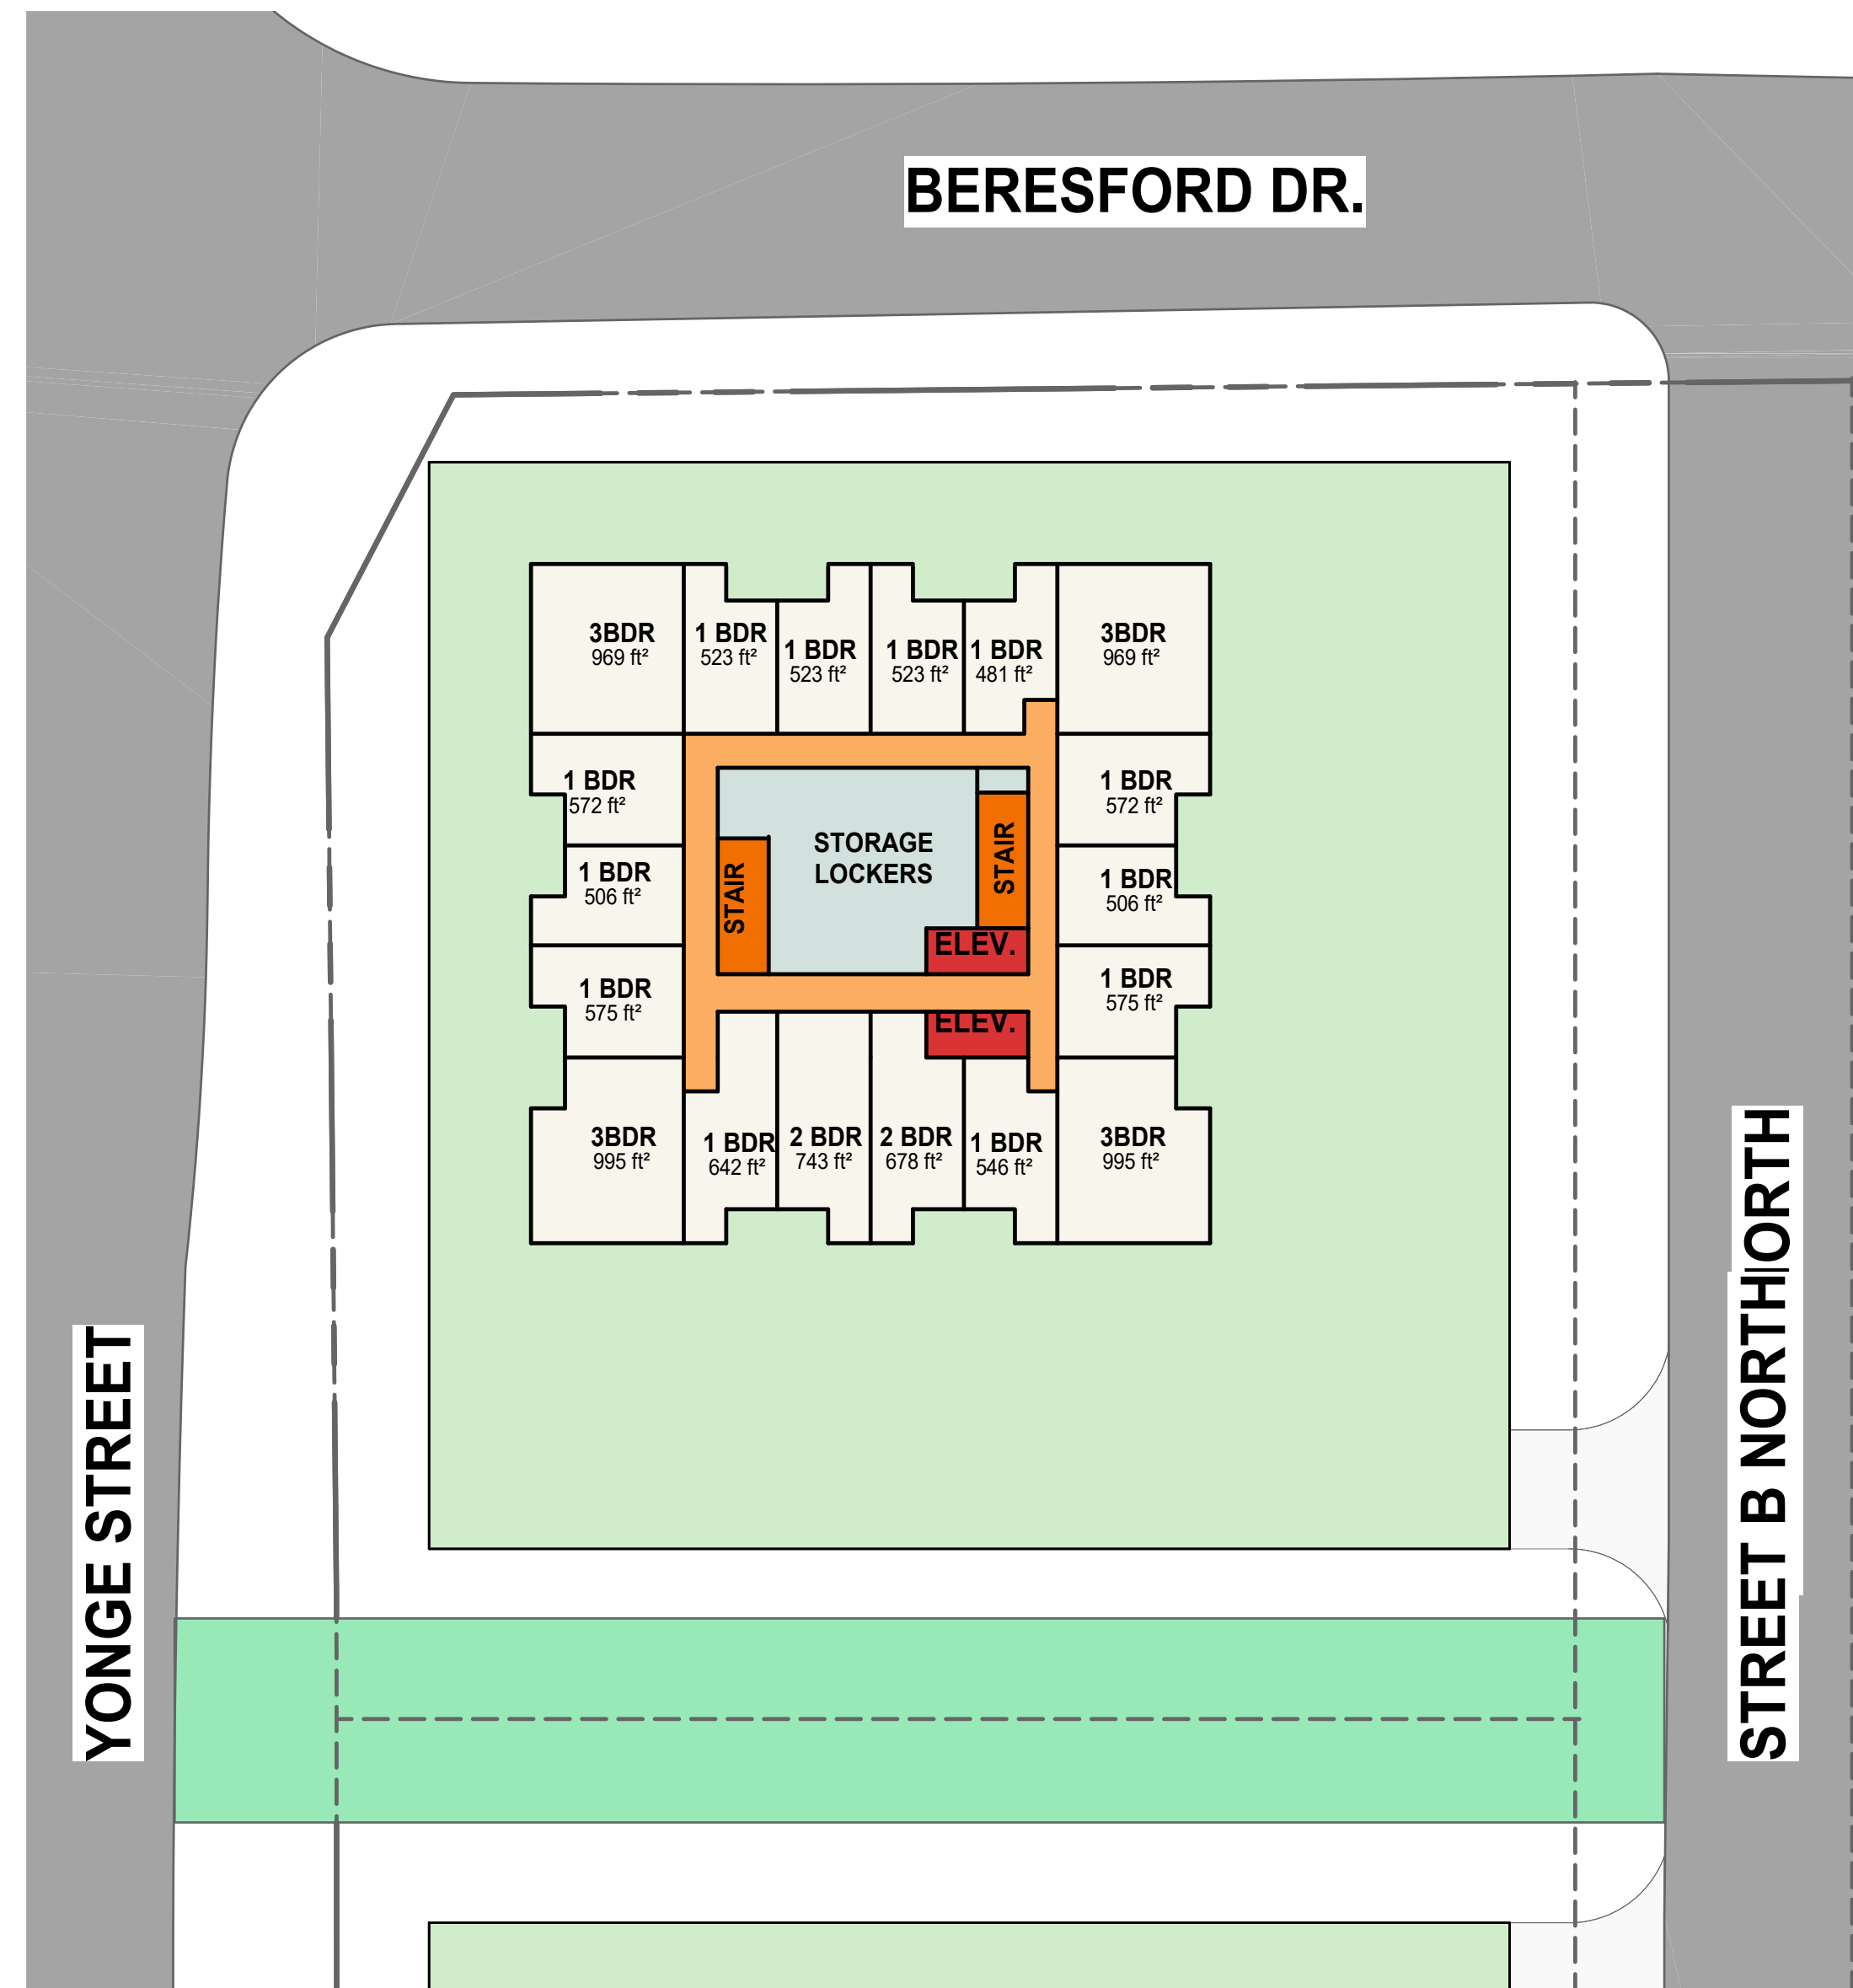 BERESFORD DR.
3BDR
969 ft²
1 BDR
523 ft²
1 BDR
523 ft²
1 BDR
523 ft²
1 BDR
481 ft²
3BDR
969 ft²
1 BDR
572 ft²
1 BDR
572 ft²
STORAGE
LOCKERS
STAIR
STAIR
1 BDR
506 ft²
1 BDR
506 ft²
ELEV.
1 BDR
575 ft²
1 BDR
575 ft²
ELEV.
3BDR
995 ft²
1 BDR
642 ft²
2 BDR
743 ft²
2 BDR
678 ft²
1 BDR
546 ft²
3BDR
995 ft²
YONGE STREET
STREET B NORTH
ORTH